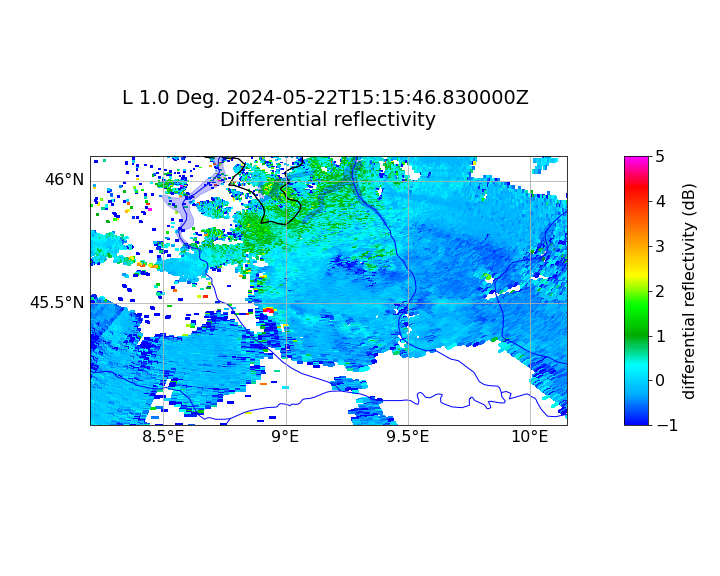 L 1.0 Deg. 2024-05-22T15:15:46.830000Z
Differential reflectivity
46°N
45.5°N
8.5°E
9°E
9.5°E
10°E
5
4
3
2
1
0
−1
differential reflectivity (dB)